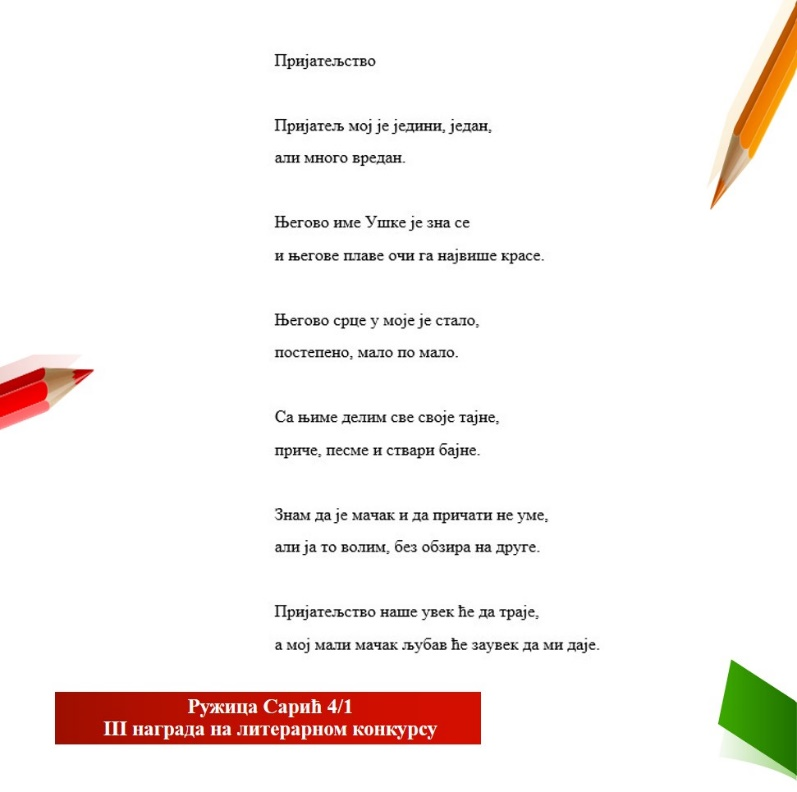 Пријатељство
Пријатељ мој је једини, један,
али много вредан.
Његово име Ушке је зна се
и његове плаве очи га највише красе.
Његово срце у моје је стало,
постепено, мало по мало.
Са њиме делим све своје тајне,
приче, песме и ствари бајне.
Знам да је мачак и да причати не уме,
али ја то волим, без обзира на друге.
Пријатељство наше увек ће да траје,
а мој мали мачак љубав ће заувек да ми даје.
Ружица Сарић 4/1
III награда на литерарном конкурсу